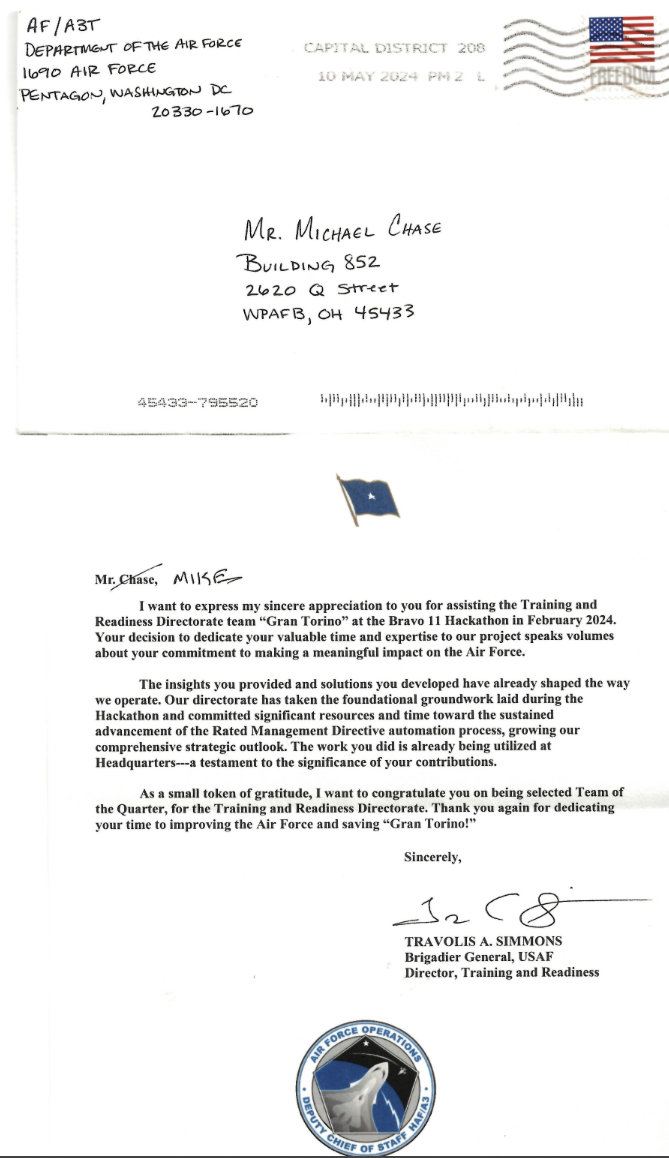 AF/A3T
DEPARTMENT OF THE AIR FORCE
1690 AIR FORCE
PENTAGON, WASHINGTON DC
20330-1670
CAPITAL DISTRICT 208
10 MAY 2024 PM 2 L
FREEDOM
MR. MICHAEL CHASE
BUILDING 852
2620 Q Street
WPAFB, OH 45433
45433-795520
Mr. Chase, MIKE
I want to express my sincere appreciation to you for assisting the Training and
Readiness Directorate team “Gran Torino” at the Bravo 11 Hackathon in February 2024.
Your decision to dedicate your valuable time and expertise to our project speaks volumes
about your commitment to making a meaningful impact on the Air Force.
The insights you provided and solutions you developed have already shaped the way
we operate. Our directorate has taken the foundational groundwork laid during the
Hackathon and committed significant resources and time toward the sustained
advancement of the Rated Management Directive automation process, growing our
comprehensive strategic outlook. The work you did is already being utilized at
Headquarters---a testament to the significance of your contributions.
As a small token of gratitude, I want to congratulate you on being selected Team of
the Quarter, for the Training and Readiness Directorate. Thank you again for dedicating
your time to improving the Air Force and saving “Gran Torino!”
Sincerely,
TRAVOLIS A. SIMMONS
Brigadier General, USAF
Director, Training and Readiness
AIR FORCE OPERATIONS
DEPUTY CHIEF OF STAFF HAF/A3